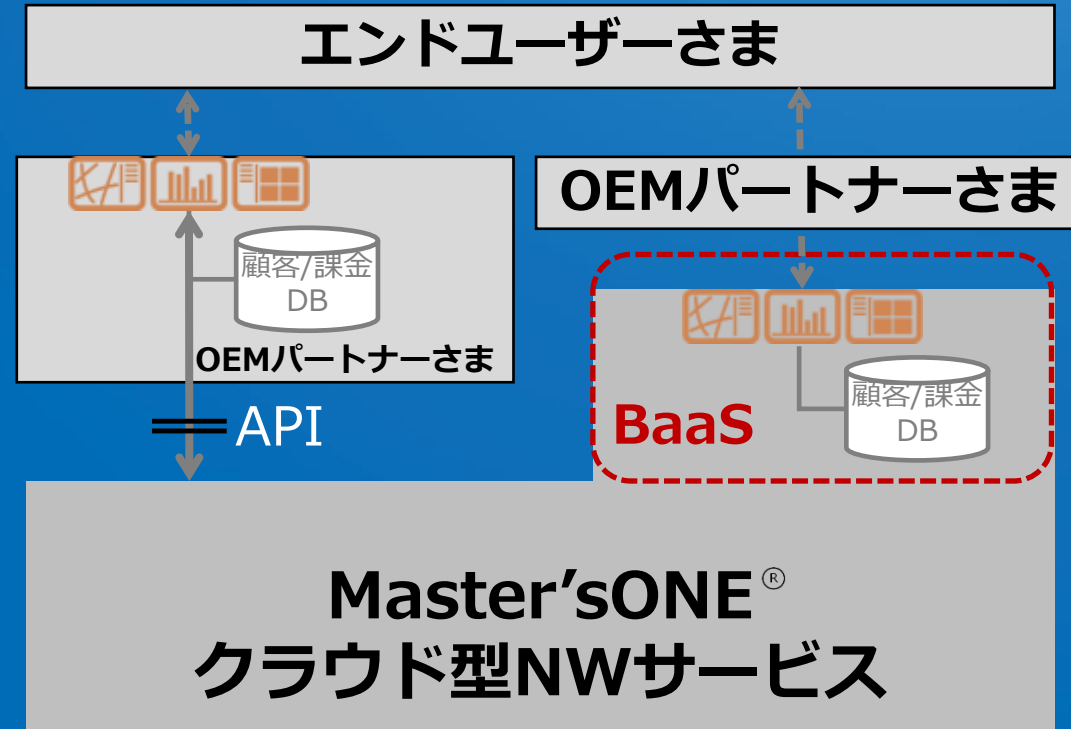 エンドユーザーさま
顧客/課金
DB
OEMパートナーさま
API
OEMパートナーさま
顧客/課金
DB
BaaS
Master’sONE®
クラウド型NWサービス